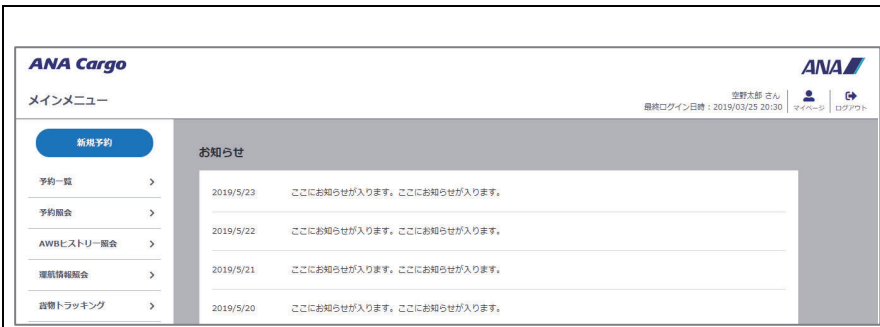 ANA Cargo
ANA
メインメニュー
空野太郎 さん
最終ログイン日時：2019/03/25 20:30
マイページ
ログアウト
新規予約
お知らせ
予約一覧
予約照会
AWBヒストリー照会
運航情報照会
貨物トラッキング
2019/5/23 ここにお知らせが入ります。ここにお知らせが入ります。
2019/5/22 ここにお知らせが入ります。ここにお知らせが入ります。
2019/5/21 ここにお知らせが入ります。ここにお知らせが入ります。
2019/5/20 ここにお知らせが入ります。ここにお知らせが入ります。